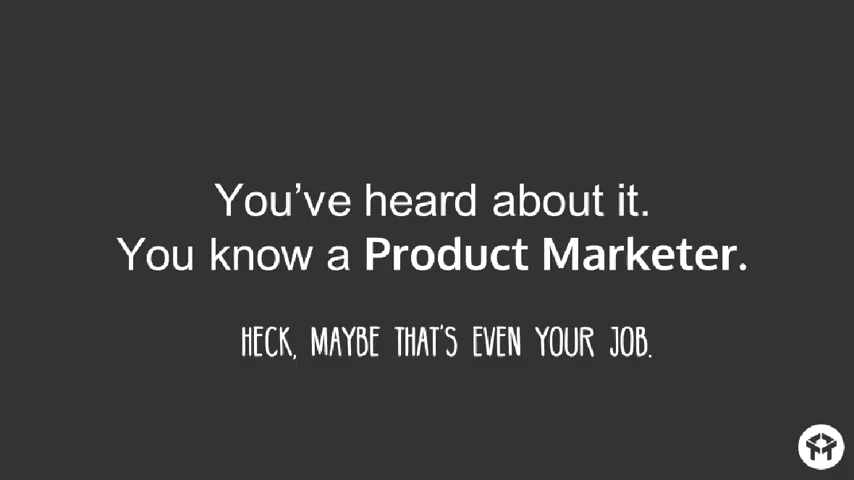 You’ve heard about it.
You know a Product Marketer.
HECK, MAYBE THAT'S EVEN YOUR JOB.